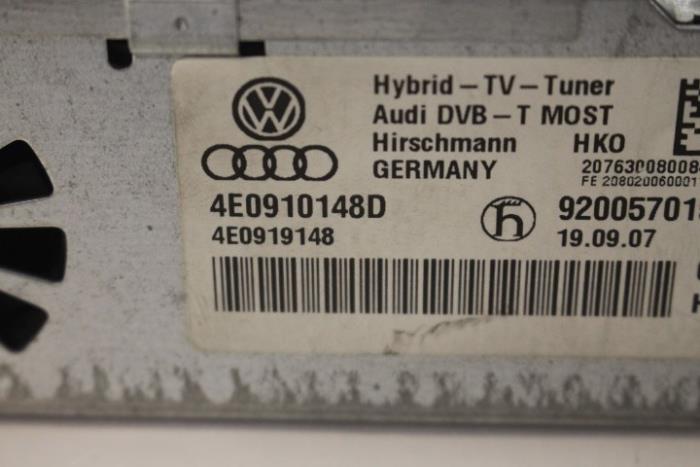 Hybrid – TV – Tuner
Audi DVB – T MOST
Hirschmann HKO
GERMANY
4E0910148D
4E0919148
19.09.07